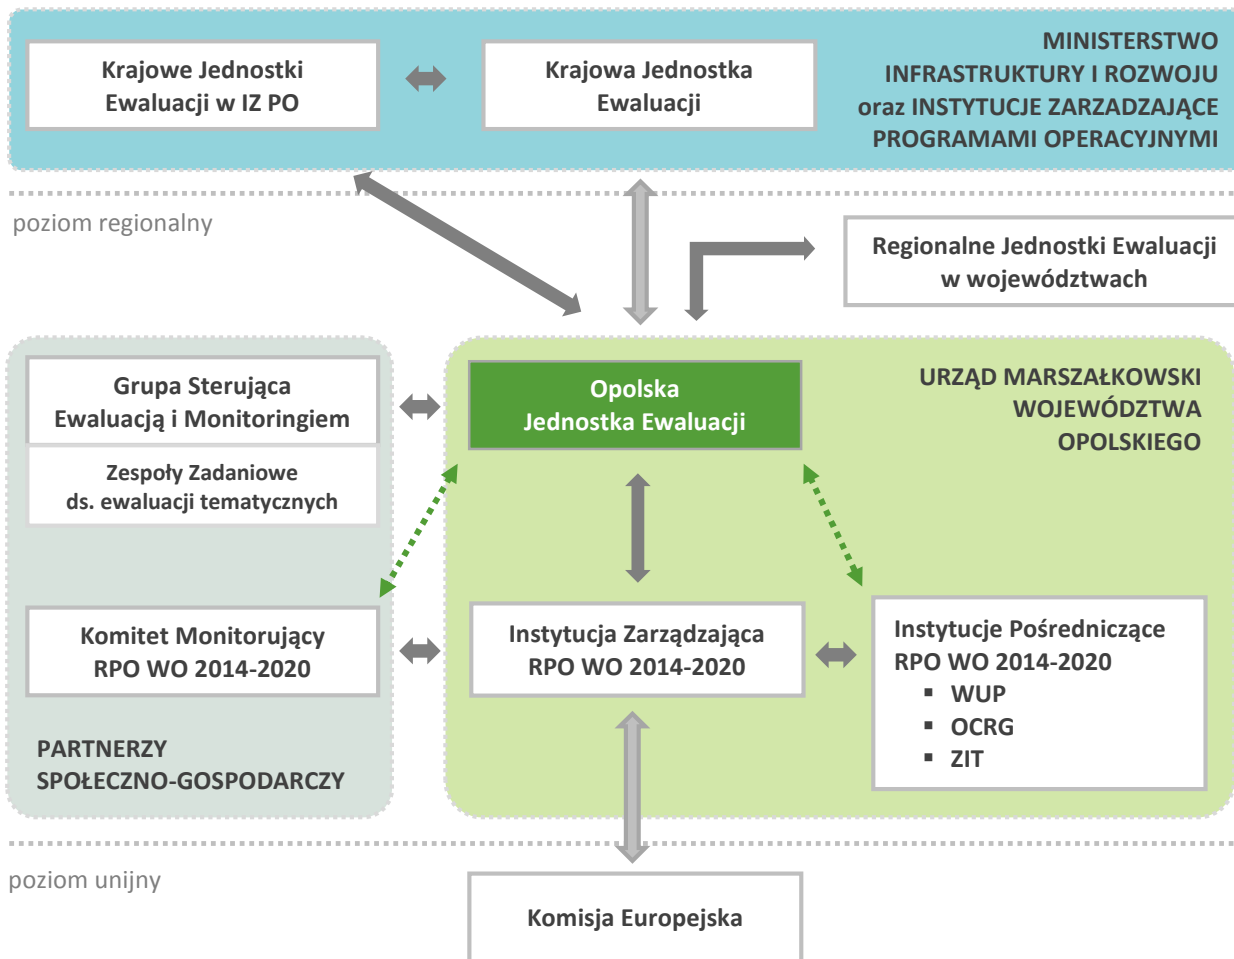 Krajowe Jednostki
Ewaluacji w IZ PO
Krajowa Jednostka
Ewaluacji
MINISTERSTWO
INFRASTRUKTURY I ROZWOJU
oraz INSTYTUCJE ZARZADZAJĄCE
PROGRAMAMI OPERACYJNYMI
poziom regionalny
Regionalne Jednostki Ewaluacji
w województwach
Grupa Sterująca
Ewaluacją i Monitoringiem
Zespoły Zadaniowe
ds. ewaluacji tematycznych
Opolska
Jednostka Ewaluacji
URZĄD MARSZAŁKOWSKI
WOJEWÓDZTWA
OPOLSKIEGO
Komitet Monitorujący
RPO WO 2014-2020
Instytucja Zarządzająca
RPO WO 2014-2020
Instytucje Pośredniczące
RPO WO 2014-2020
▪ WUP
▪ OCRG
▪ ZIT
PARTNERZY
SPOŁECZNO-GOSPODARCZY
poziom unijny
Komisja Europejska